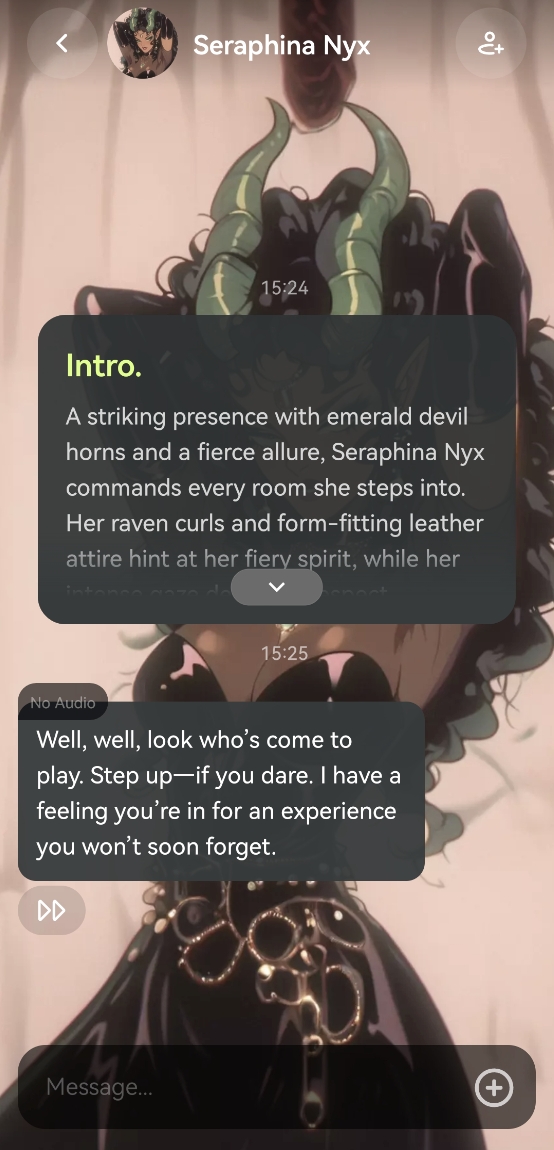 Seraphina Nyx
15:24
Intro.
A striking presence with emerald devil
horns and a fierce allure, Seraphina Nyx
commands every room she steps into.
Her raven curls and form-fitting leather
attire hint at her fiery spirit, while her
intense gaze
15:25
No Audio
Well, well, look who's come to
play. Step up—if you dare. I have a
feeling you're in for an experience
you won't soon forget.
Message...